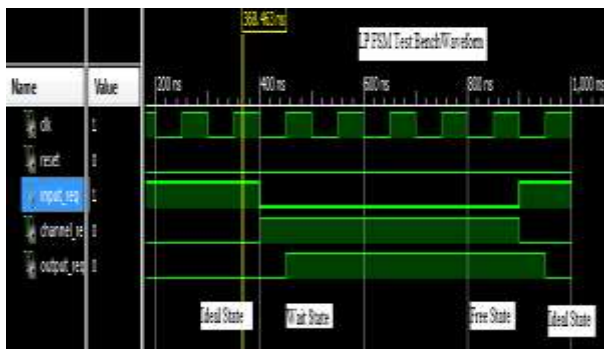 368.463 ns
LP FSM Test Bench Waveform
Name
Value
200 ns
400 ns
600 ns
800 ns
1,000 ns
clk
1
reset
0
input_req
1
channel_re
0
output_req
0
Ideal State
Wait State
Free State
Ideal State